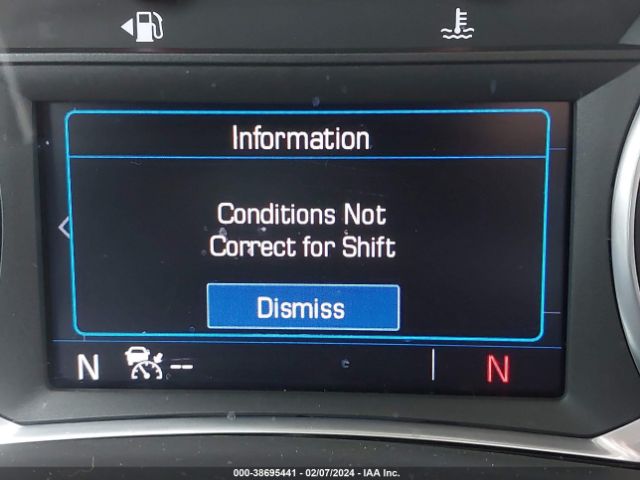 Information
Conditions Not
Correct for Shift
Dismiss
N -- N
000-38695441 - 02/07/2024 - IAA Inc.